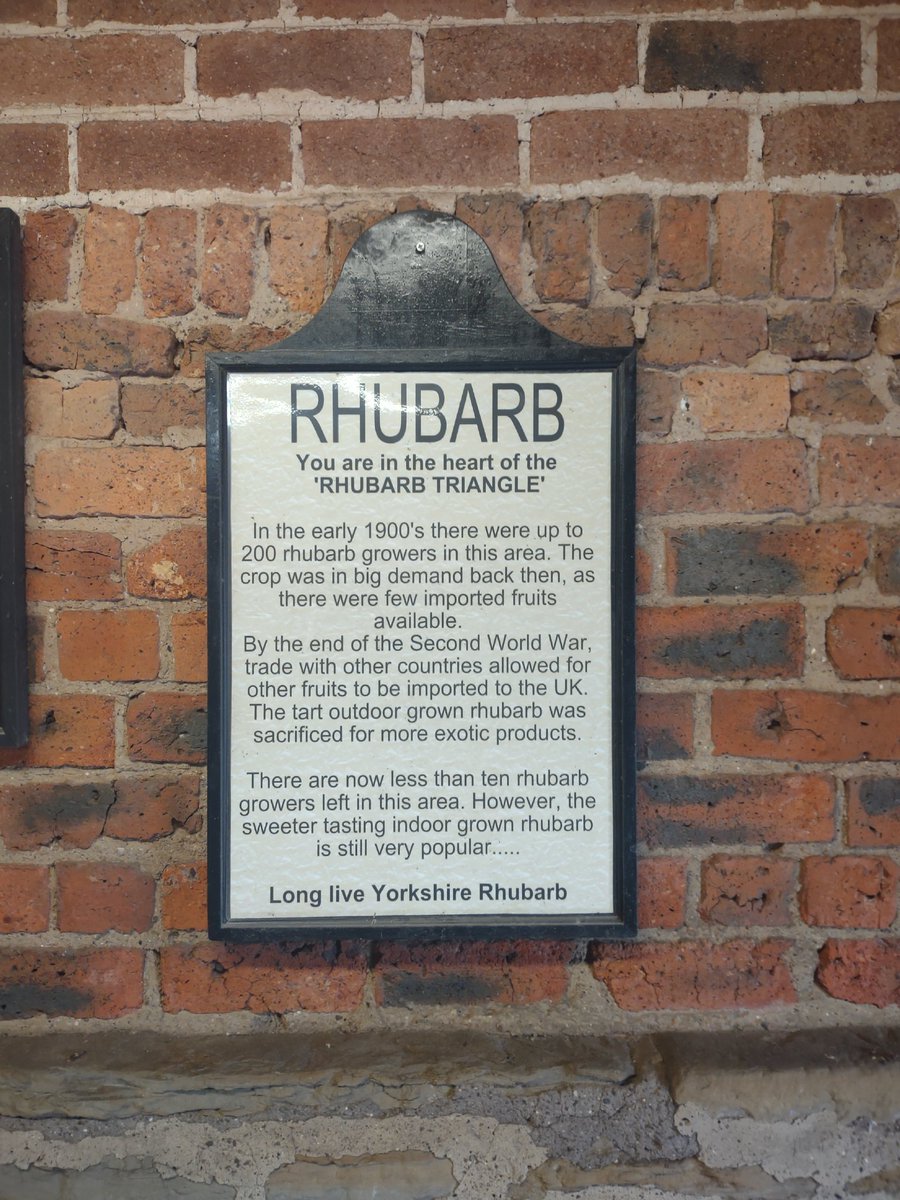 RHUBARB
You are in the heart of the
'RHUBARB TRIANGLE'
In the early 1900's there were up to
200 rhubarb growers in this area. The
crop was in big demand back then, as
there were few imported fruits
available.
By the end of the Second World War,
trade with other countries allowed for
other fruits to be imported to the UK.
The tart outdoor grown rhubarb was
sacrificed for more exotic products.
There are now less than ten rhubarb
growers left in this area. However, the
sweeter tasting indoor grown rhubarb
is still very popular.....
Long live Yorkshire Rhubarb